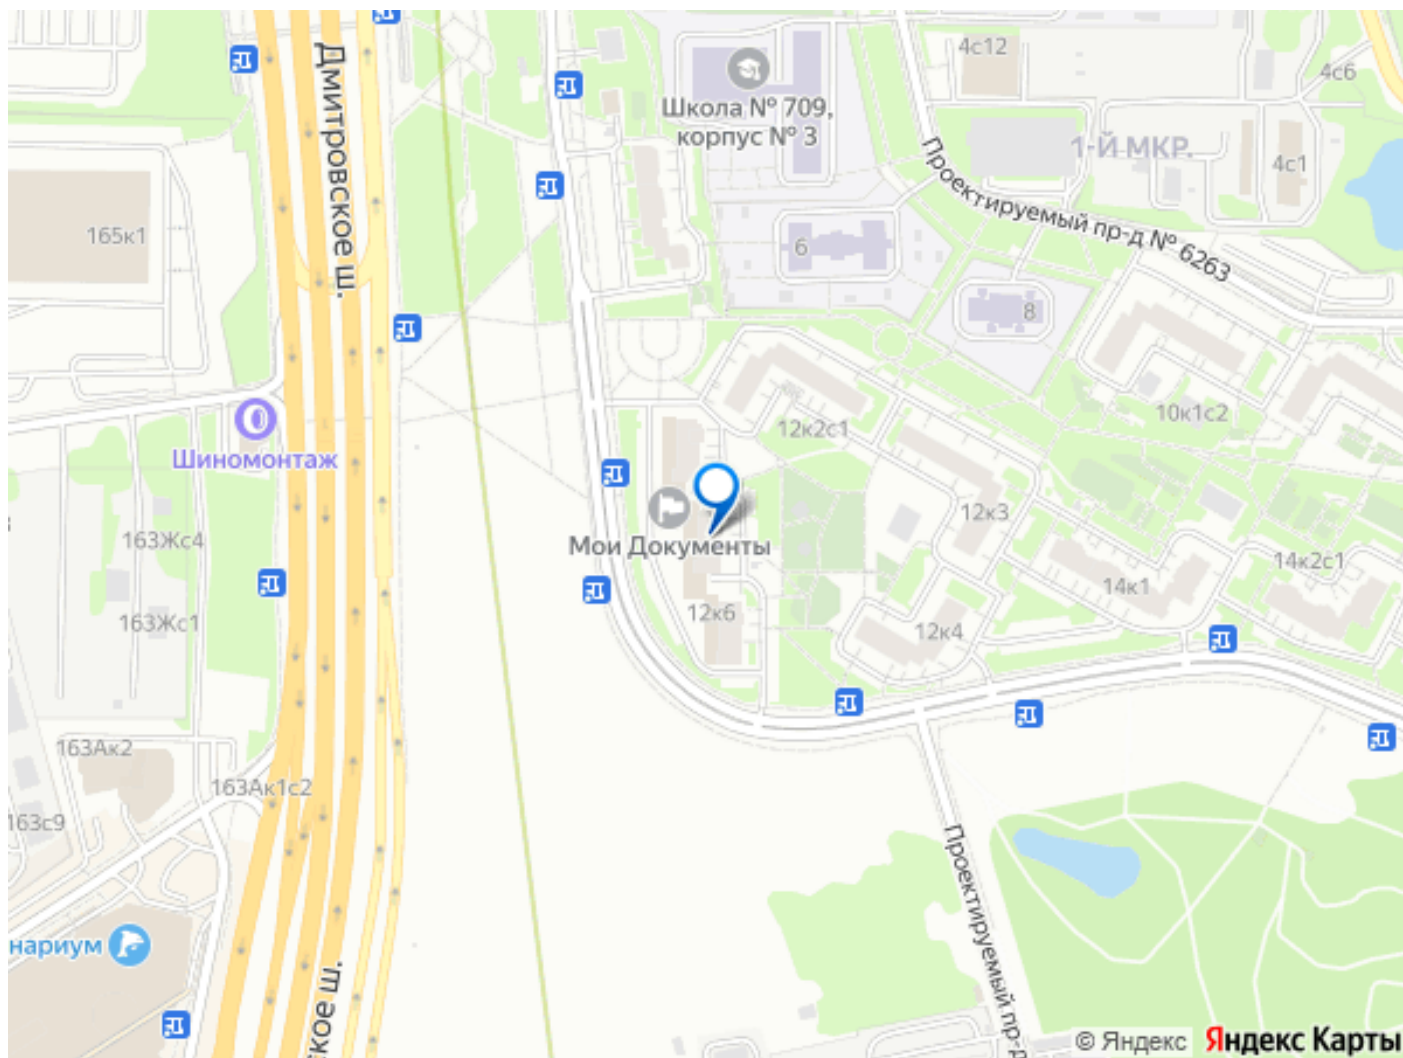 4с12
4с6
Дмитровское ш.
Школа № 709,
корпус № 3
Проектируемый пр-д № 6263
1-Й МКР.
4с1
165к1
6
8
10к1с2
12к2с1
Шиномонтаж
12к3
163Жс4
Мои Документы
14к2с1
14к1
163Жс1
12к6
12к4
163Ак2
163Ак1с2
163с9
Проектируемый пр-д
нариум
ское ш.
© Яндекс Яндекс Карты